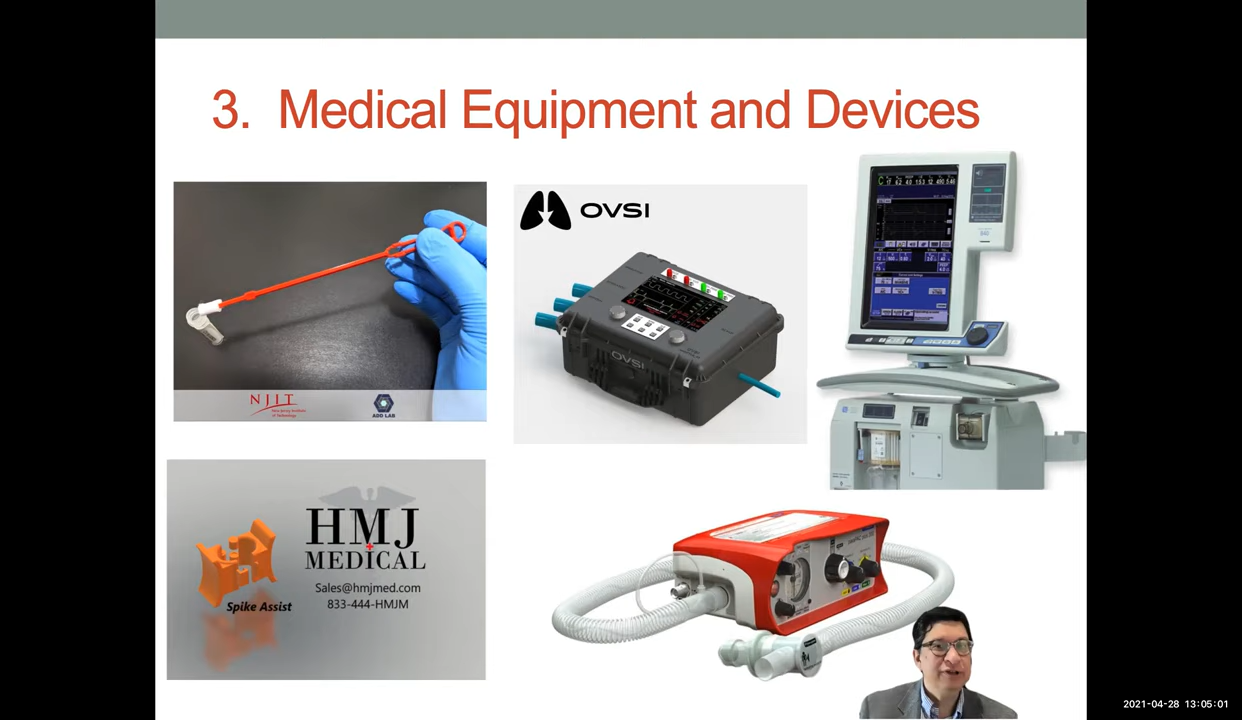 3. Medical Equipment and Devices
OVSI
OVSI
NJIT
New Jersey Institute
of Technology
ADD LAB
HMJ
MEDICAL
Sales@hmjmed.com
833-444-HMJM
Spike Assist
2021-04-28 13:05:01